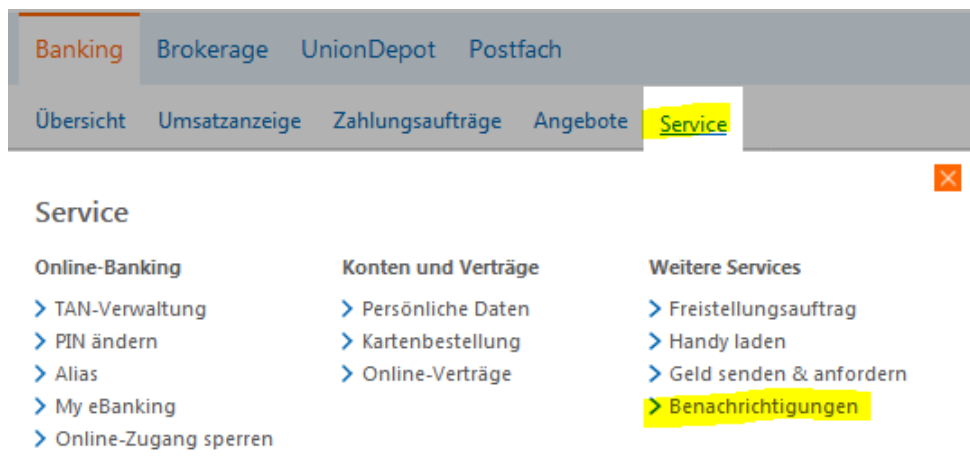 Banking Brokerage UnionDepot Postfach
Übersicht Umsatzanzeige Zahlungsaufträge Angebote Service
Service
Online-Banking
TAN-Verwaltung
PIN ändern
Alias
My eBanking
Online-Zugang sperren
Konten und Verträge
Persönliche Daten
Kartenbestellung
Online-Verträge
Weitere Services
Freistellungsauftrag
Handy laden
Geld senden & anfordern
Benachrichtigungen